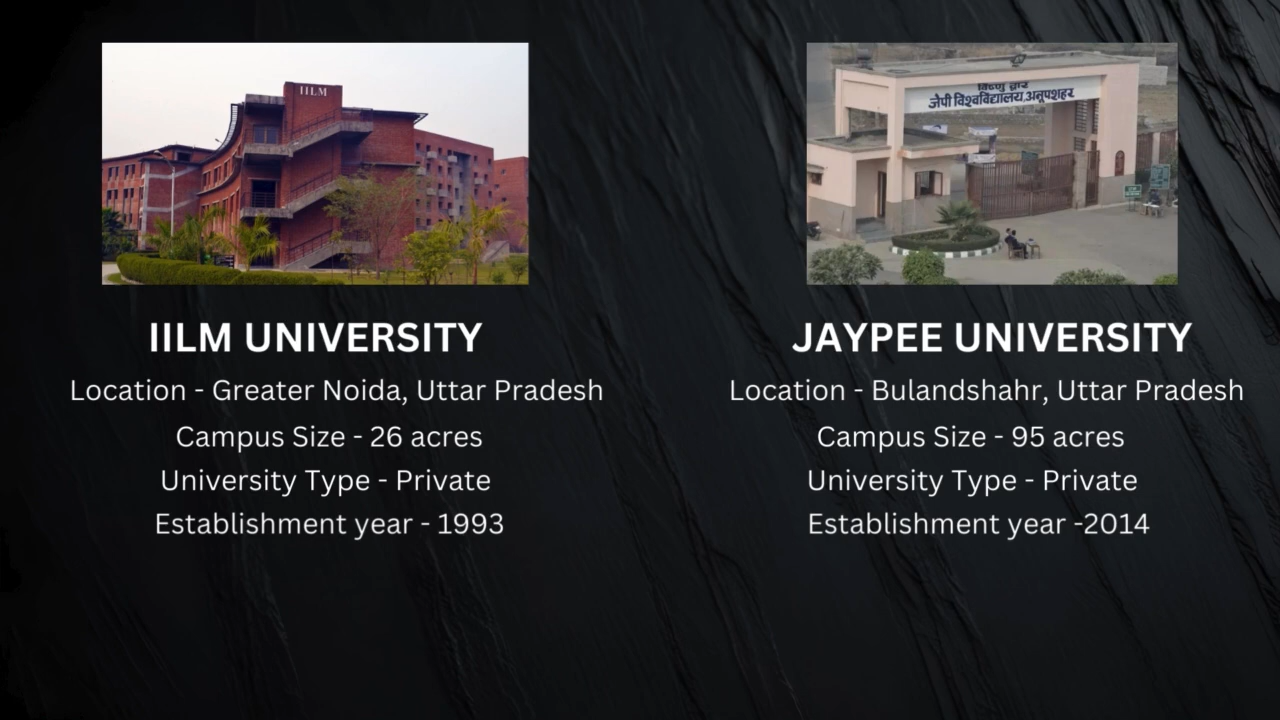 IILM
विष्णु द्वार
जेपी विश्वविद्यालय,अनूपशहर
IILM UNIVERSITY
Location - Greater Noida, Uttar Pradesh
Campus Size - 26 acres
University Type - Private
Establishment year - 1993
JAYPEE UNIVERSITY
Location - Bulandshahr, Uttar Pradesh
Campus Size - 95 acres
University Type - Private
Establishment year -2014